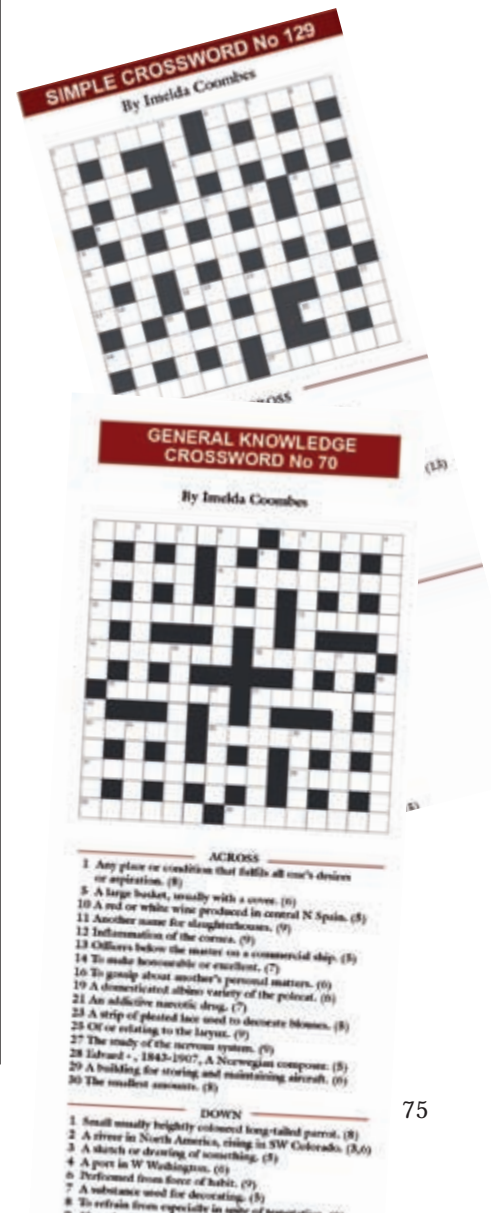 SIMPLE CROSSWORD No 129
By Imelda Coombes
(13)
GENERAL KNOWLEDGE
CROSSWORD No 70
By Imelda Coombes
ACROSS
1 Any place or condition that fulfils all one's desires
or aspiration. (8)
5 A large basket, usually with a cover. (6)
10 A red or white wine produced in central N Spain. (5)
11 Another name for slaughterhouses. (9)
12 Inflammation of the cornea. (9)
13 Officers below the master on a commercial ship. (5)
14 To make honourable or excellent. (7)
16 To gossip about another's personal matters. (6)
19 A domesticated albino variety of the polecat. (6)
21 An addictive narcotic drug. (7)
23 A strip of pleated lace used to decorate blouses. (5)
25 Of or relating to the larynx. (9)
27 The study of the nervous system. (9)
28 Edvard - , 1843-1907, A Norwegian composer. (5)
29 A building for storing and maintaining aircraft. (6)
30 The smallest amounts. (8)
DOWN
1 Small usually brightly coloured long-tailed parrot. (8)
2 A river in North America, rising in SW Colorado. (3,6)
3 A sketch or drawing of something. (5)
4 A port in W Washington. (6)
6 Performed from force of habit. (9)
7 A substance used for decorating. (5)
8 To refrain from especially in
75